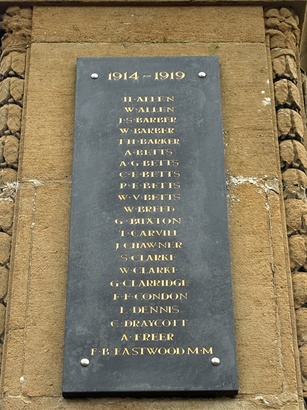 1914-1919
H·ALLEN
W·ALLEN
J·S·BARBER
W·BARBER
J·H·BARKER
A·BETTS
A·G·BETTS
C·E·BETTS
P·E·BETTS
W·V·BETTS
W·BREED
G·BUXTON
T·CARVILL
J·CHAWNER
S·CLARKE
W·CLARKE
G·CLARRIDGE
F·F·CONDON
L·DENNIS
C·DRAYCOTT
A·FREER
F·B·EASTWOOD M·M